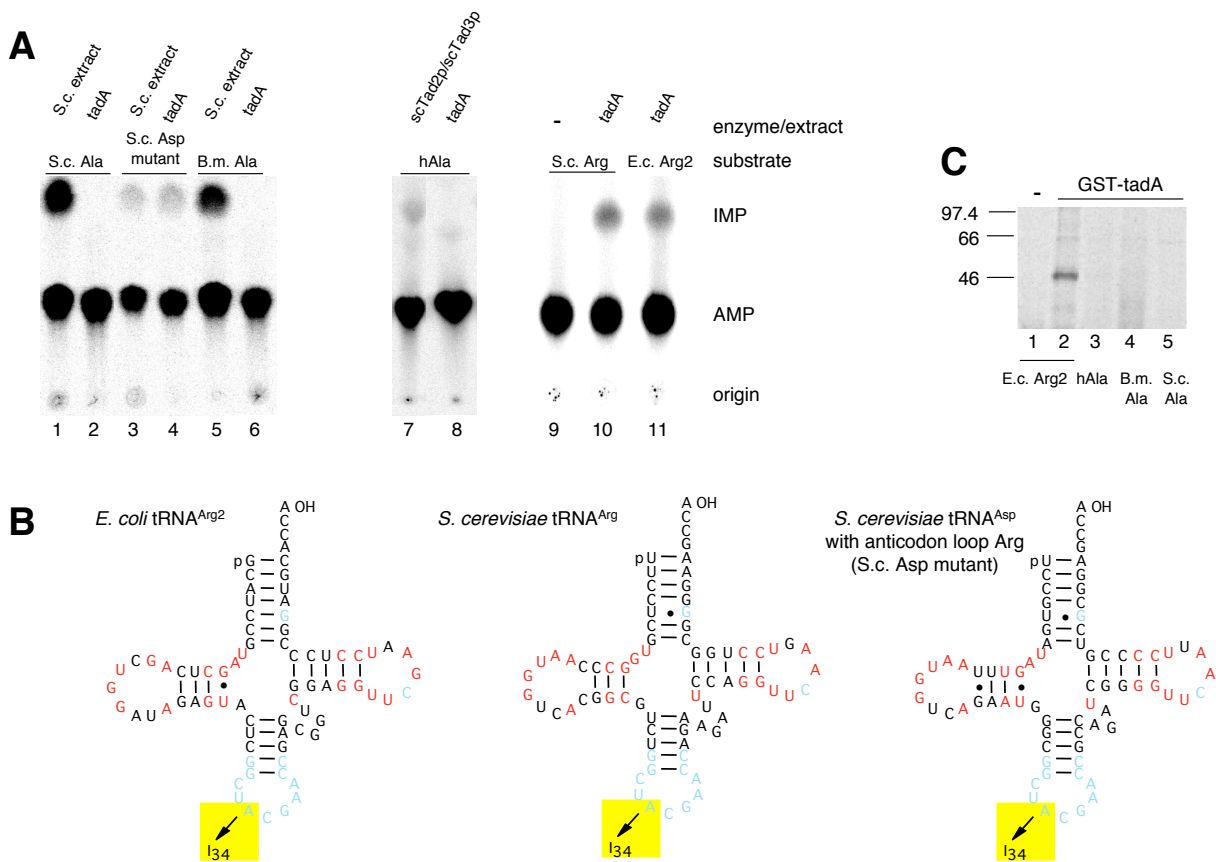 A
S.c. extract
tadA
S.c. extract
tadA
S.c. extract
tadA
scTad2p/scTad3p
tadA
-
tadA
tadA
enzyme/extract
S.c. Ala
S.c. Asp
mutant
B.m. Ala
hAla
S.c. Arg
E.c. Arg2
substrate
IMP
AMP
origin
1 2 3 4 5 6 7 8 9 10 11
C
- GST-tadA
97.4
66
46
1 2 3 4 5
E.c. Arg2 hAla B.m. S.c.
Ala Ala
B
E. coli tRNAArg2
S. cerevisiae tRNAArg
S. cerevisiae tRNAAsp
with anticodon loop Arg
(S.c. Asp mutant)
OH
p
I34
OH
p
I34
OH
p
I34